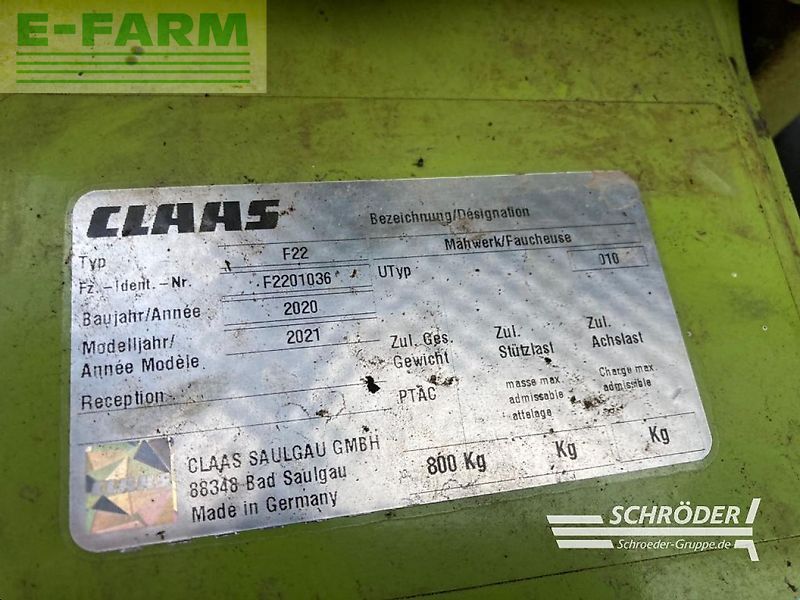 E-FARM
CLAAS
Bezeichnung/Désignation
Mähwerk/Faucheuse
Typ F22
UTyp 010
Fz.-Ident.-Nr. F2201036
Baujahr/Année 2020
Modelljahr/ 2021
Année Modèle
Reception
Zul. Ges. Gewicht
PTAC
800 Kg
Zul. Stützlast
masse max admissable attelage
Kg
Zul. Achslast
Charge max admissible
Kg
CLAAS
CLAAS SAULGAU GMBH
88348 Bad Saulgau
Made in Germany
SCHRÖDER
Schroeder-Gruppe.de